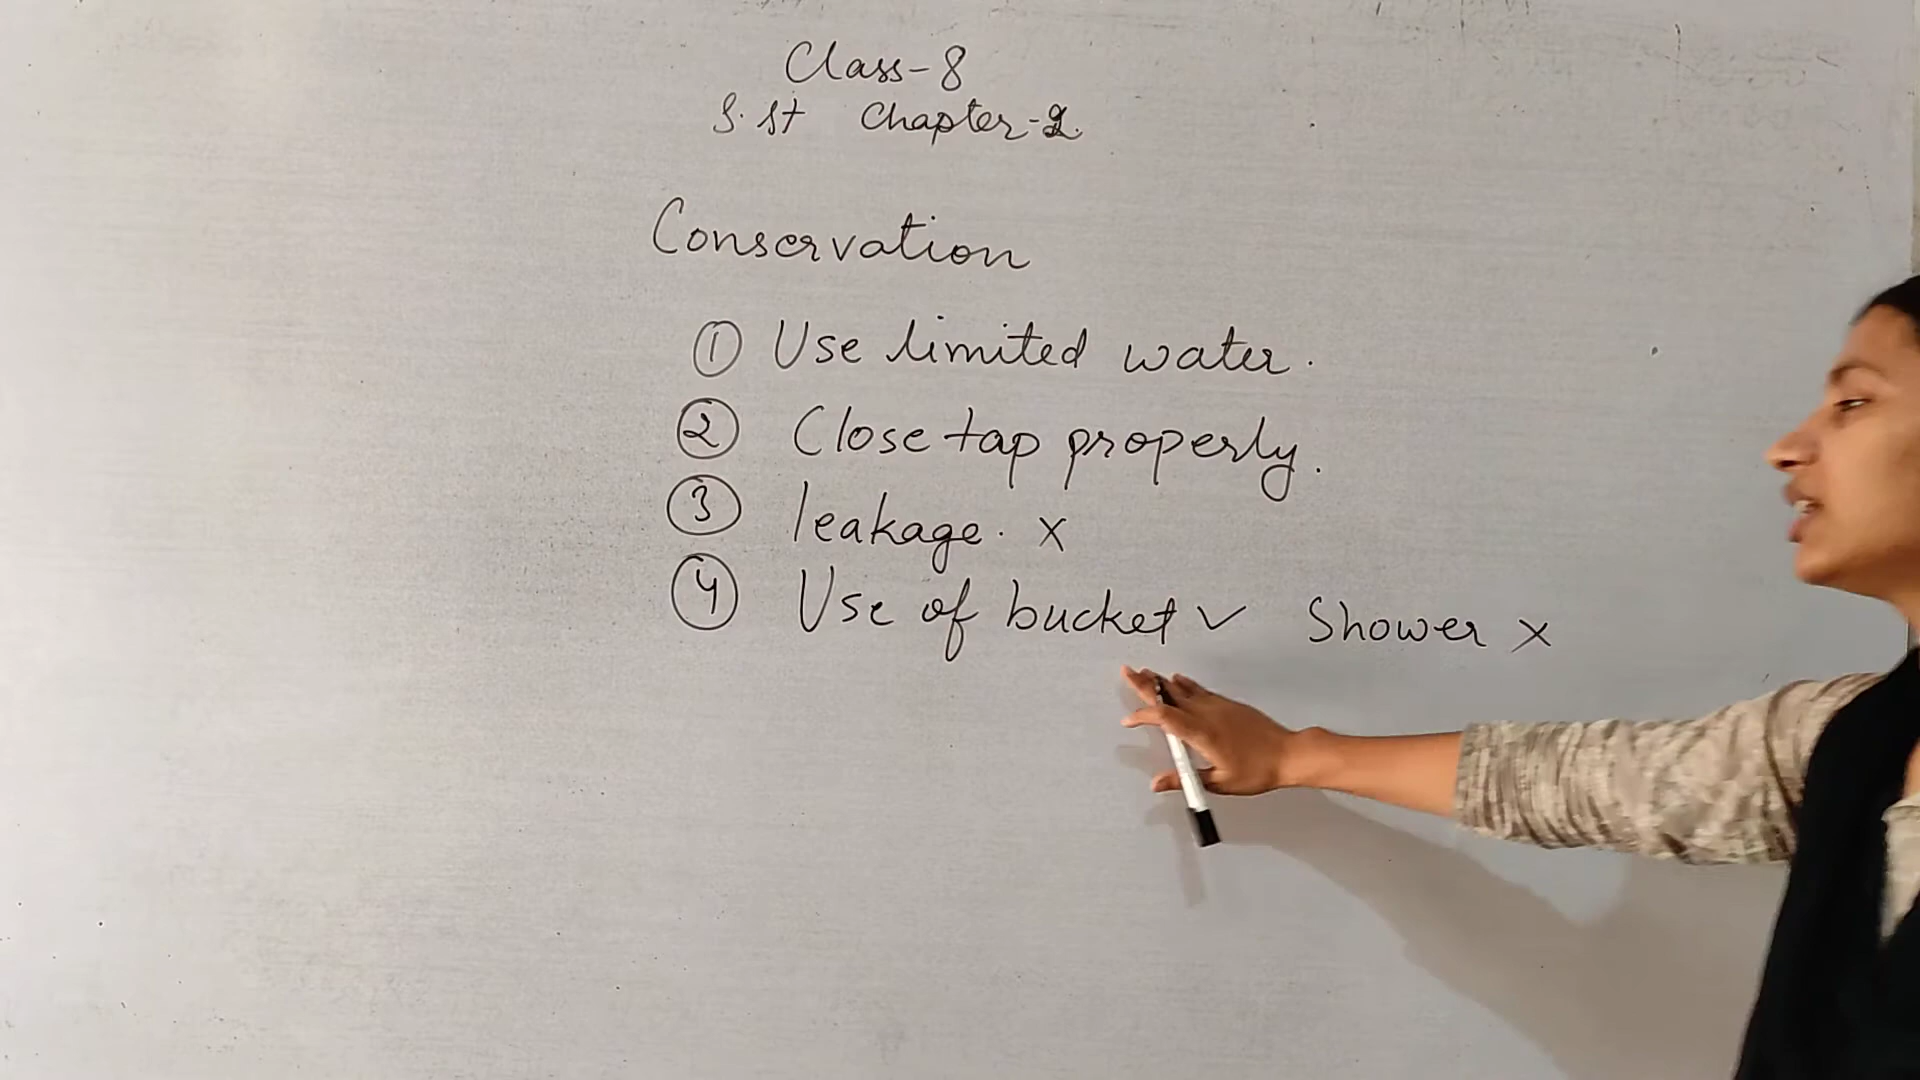 Class-8
S. St Chapter-2.
Conservation
① Use limited water.
② Close tap properly.
③ leakage. x
④ Use of bucket ✓ Shower x